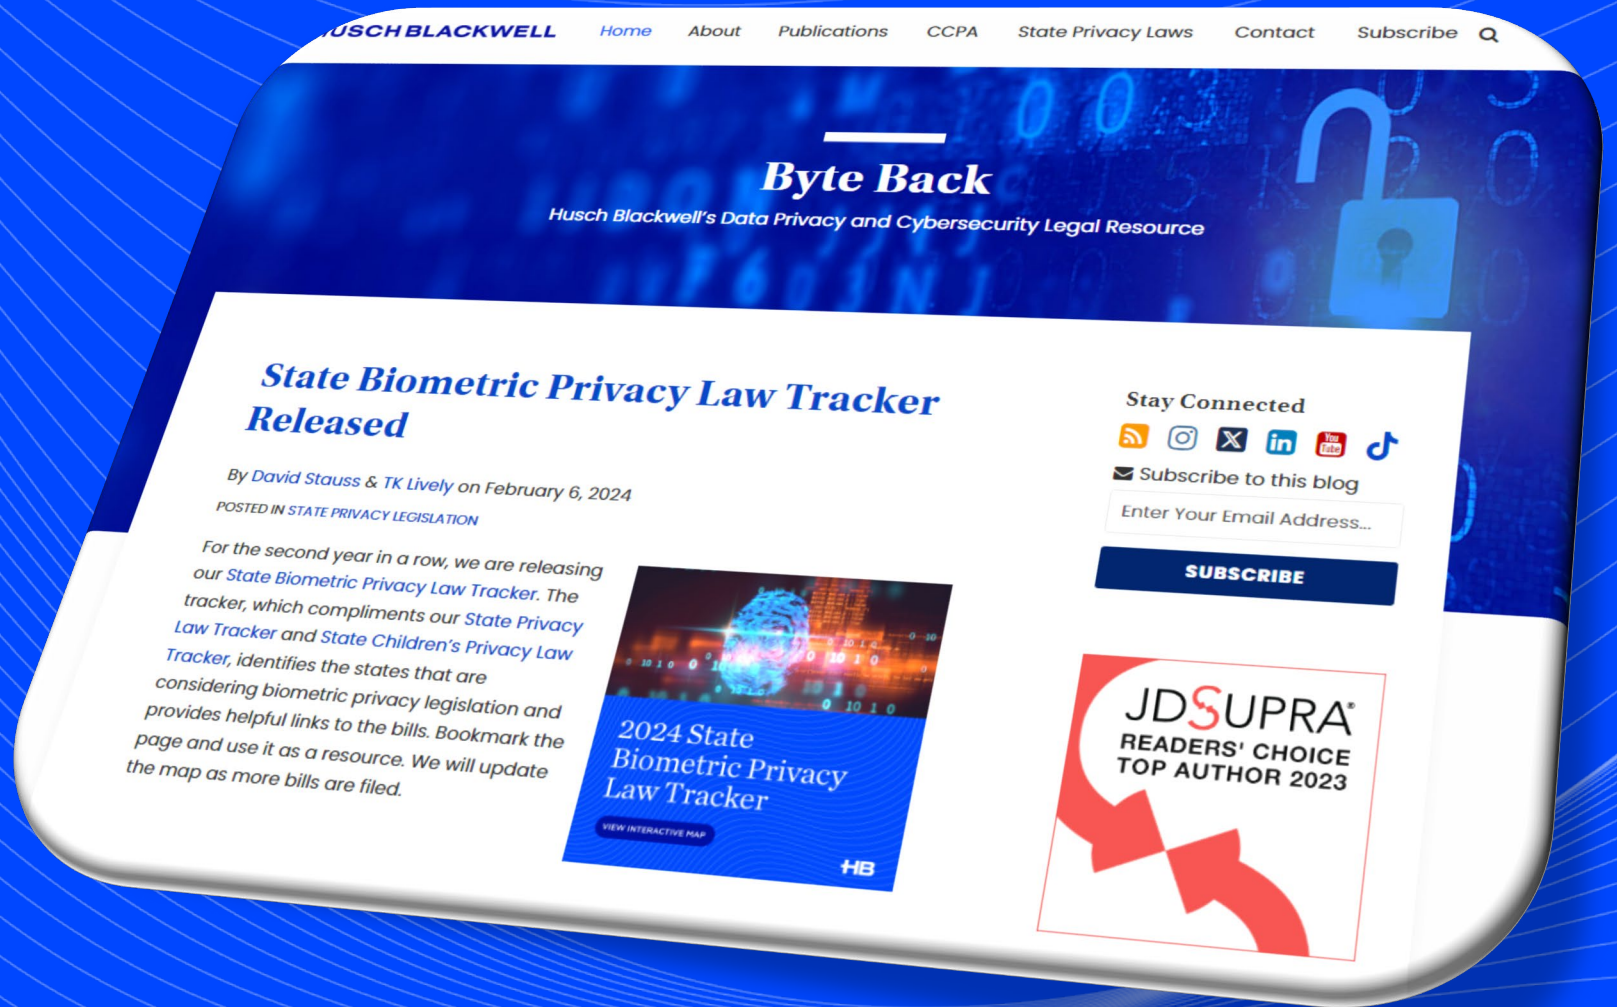 HUSCH BLACKWELL
Home About Publications CCPA State Privacy Laws Contact Subscribe
Byte Back
Husch Blackwell's Data Privacy and Cybersecurity Legal Resource
State Biometric Privacy Law Tracker
Released
By David Stauss & TK Lively on February 6, 2024
POSTED IN STATE PRIVACY LEGISLATION
For the second year in a row, we are releasing
our State Biometric Privacy Law Tracker. The
tracker, which compliments our State Privacy
Law Tracker and State Children's Privacy Law
Tracker, identifies the states that are
considering biometric privacy legislation and
provides helpful links to the bills. Bookmark the
page and use it as a resource. We will update
the map as more bills are filed.
2024 State
Biometric Privacy
Law Tracker
VIEW INTERACTIVE MAP
HB
Stay Connected
in
You
Tube
Subscribe to this blog
Enter Your Email Address...
SUBSCRIBE
JDSUPRA®
READERS' CHOICE
TOP AUTHOR 2023